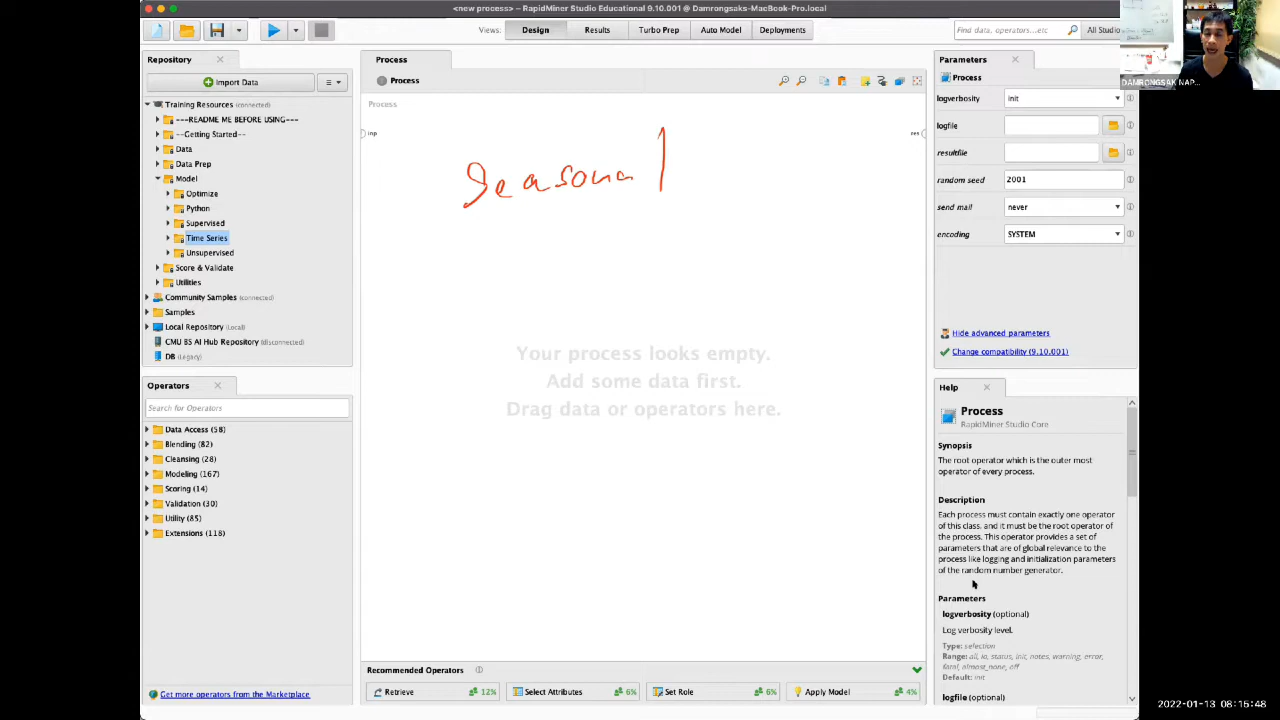 <new process> – RapidMiner Studio Educational 9.10.001 @ Damrongsaks-MacBook-Pro.local
Views: Design Results Turbo Prep Auto Model Deployments
Find data, operators...etc
All Studio
DAMRONGSAK NAP...
Repository
Import Data
Training Resources (connected)
---README ME BEFORE USING---
--Getting Started--
Data
Data Prep
Model
Optimize
Python
Supervised
Time Series
Unsupervised
Score & Validate
Utilities
Community Samples (connected)
Samples
Local Repository (Local)
CMU BS AI Hub Repository (disconnected)
DB (Legacy)
Operators
Search for Operators
Data Access (58)
Blending (82)
Cleansing (28)
Modeling (167)
Scoring (14)
Validation (30)
Utility (85)
Extensions (118)
Get more operators from the Marketplace
Process
Process
Process
inp
res
Seasonal
Your process looks empty.
Add some data first.
Drag data or operators here.
Recommended Operators
Retrieve 12%
Select Attributes 6%
Set Role 6%
Apply Model 4%
Parameters
Process
logverbosity init
logfile
resultfile
random seed 2001
send mail never
encoding SYSTEM
Hide advanced parameters
Change compatibility (9.10.001)
Help
Process
RapidMiner Studio Core
Synopsis
The root operator which is the outer most
operator of every process.
Description
Each process must contain exactly one operator
of this class, and it must be the root operator of
the process. This operator provides a set of
parameters that are of global relevance to the
process like logging and initialization parameters
of the random number generator.
Parameters
logverbosity (optional)
Log verbosity level.
Type: selection
Range: all, io, status, init, notes, warning, error,
fatal, almost_none, off
Default: init
logfile (optional)
2022-01-13 08:15:48